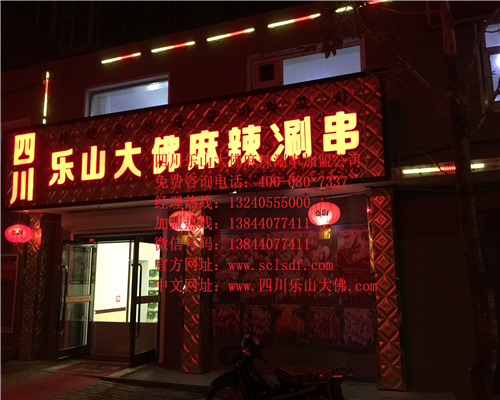 四川
乐山大佛麻辣涮串
四川乐山大佛麻辣涮串加盟公司
免费咨询电话：400-080-7337
经理热线：13240555000
加盟热线：13844077411
微信号码：13844077411
官方网址：www.sclsdf.com
中文网址：www.四川乐山大佛.com